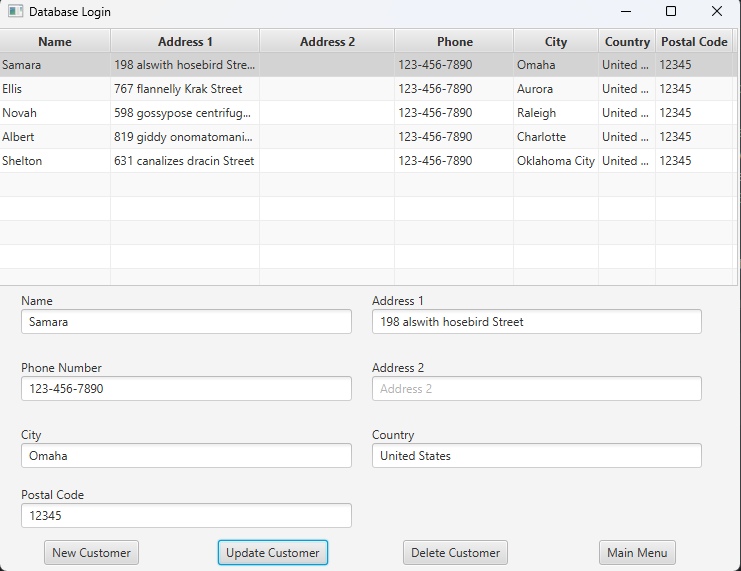 Database Login
Name Address 1 Address 2 Phone City Country Postal Code
Samara 198 alswith hosebird Stre... 123-456-7890 Omaha United ... 12345
Ellis 767 flannelly Krak Street 123-456-7890 Aurora United ... 12345
Novah 598 gossypose centrifug... 123-456-7890 Raleigh United ... 12345
Albert 819 giddy onomatomani... 123-456-7890 Charlotte United ... 12345
Shelton 631 canalizes dracin Street 123-456-7890 Oklahoma City United ... 12345
Name Address 1
Samara 198 alswith hosebird Street
Phone Number Address 2
123-456-7890 Address 2
City Country
Omaha United States
Postal Code
12345
New Customer Update Customer Delete Customer Main Menu